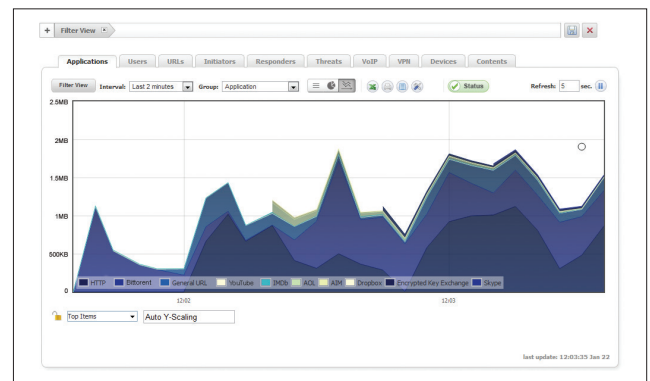 + Filter View
Applications Users URLs Initiators Responders Threats VoIP VPN Devices Contents
Filter View Interval: Last 2 minutes Group: Application Status Refresh: 5 sec.
2.5MB
2MB
1.5MB
1MB
500KB
0
HTTP Bittorent General URL YouTube IMDb AOL AIM Dropbox Encrypted Key Exchange Skype
12:02 12:03
Top Items Auto Y-Scaling
last update: 12:03:35 Jan 22